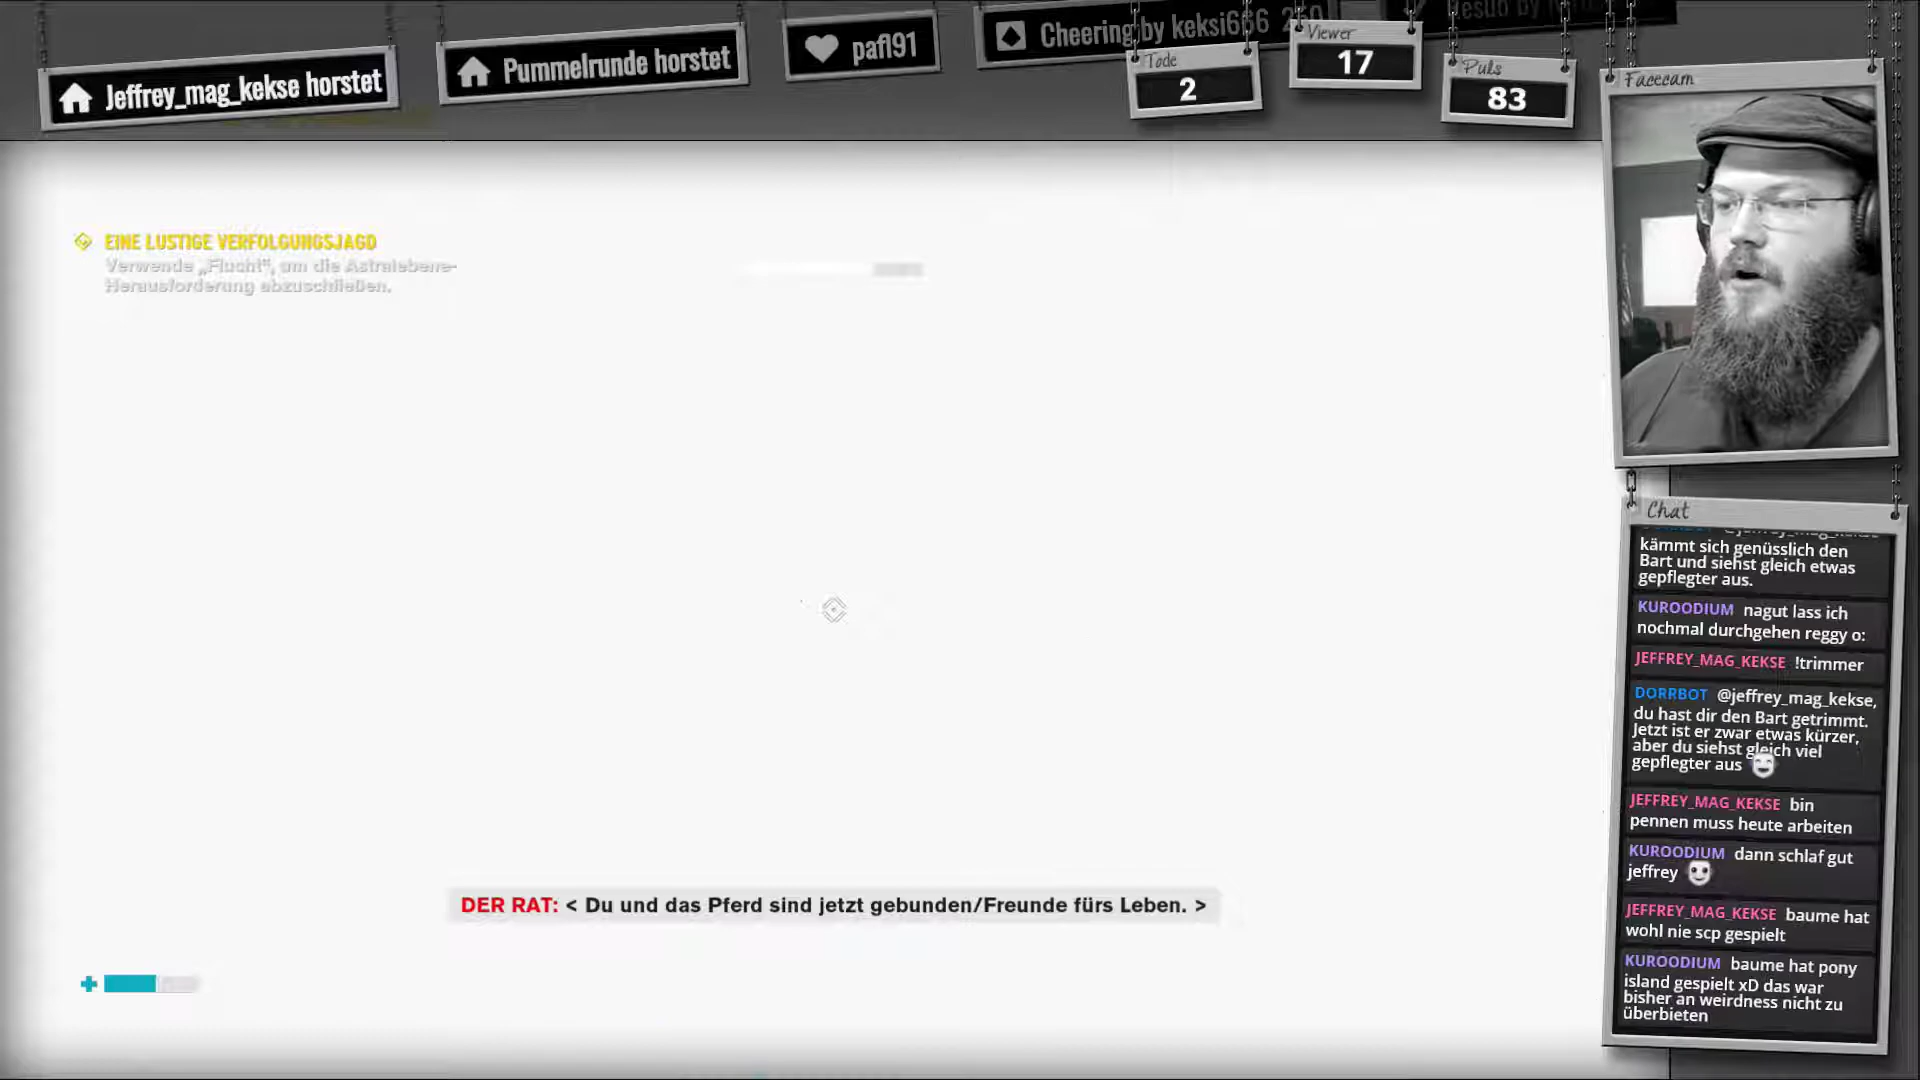 Jeffrey_mag_kekse horstet
Pummelrunde horstet
pafl91
Cheering by keksi666 250
Tode
2
Viewer
17
Puls
83
Facecam
EINE LUSTIGE VERFOLGUNGSJAGD
Verwende „Flucht“, um die Astralebene-
Herausforderung abzuschließen.
DER RAT: < Du und das Pferd sind jetzt gebunden/Freunde fürs Leben. >
Chat
kämmt sich genüsslich den
Bart und siehst gleich etwas
gepflegter aus.
KUROODIUM nagut lass ich
nochmal durchgehen reggy o:
JEFFREY_MAG_KEKSE !trimmer
DORRBOT @jeffrey_mag_kekse,
du hast dir den Bart getrimmt.
Jetzt ist er zwar etwas kürzer,
aber du siehst gleich viel
gepflegter aus
JEFFREY_MAG_KEKSE bin
pennen muss heute arbeiten
KUROODIUM dann schlaf gut
jeffrey
JEFFREY_MAG_KEKSE baume hat
wohl nie scp gespielt
KUROODIUM baume hat pony
island gespielt xD das war
bisher an weirdness nicht zu
überbieten